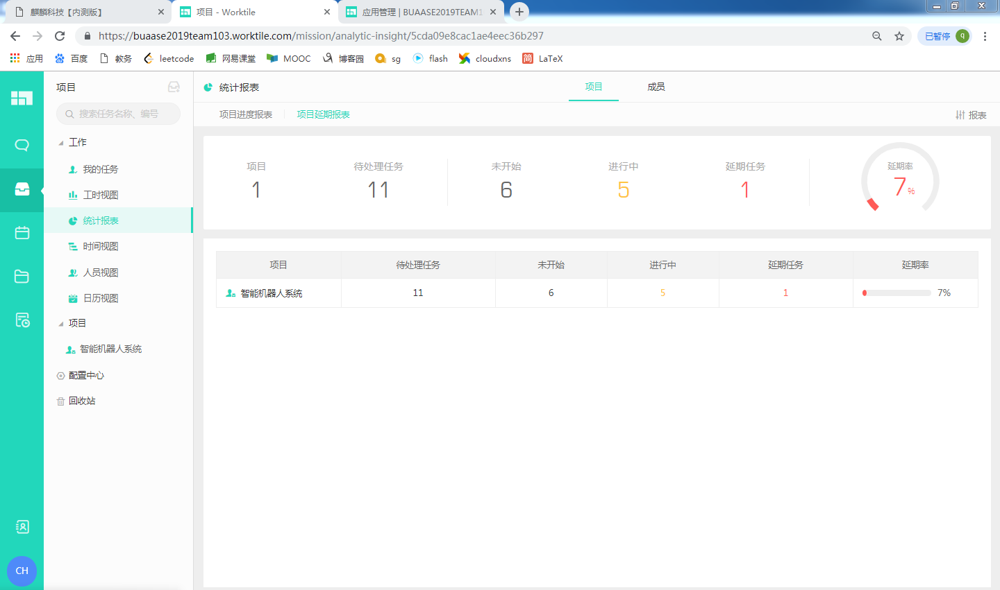 麒麟科技【内测版】
项目 - Worktile
应用管理 | BUAASE2019TEAM1
https://buaase2019team103.worktile.com/mission/analytic-insight/5cda09e8cac1ae4eec36b297
已暂停 q
应用 百度 教务 leetcode 网易课堂 MOOC 博客园 sg flash cloudxns 简 LaTeX
项目
搜索任务名称、编号
工作
我的任务
工时视图
统计报表
时间视图
人员视图
日历视图
项目
智能机器人系统
配置中心
回收站
CH
统计报表
项目 成员
项目进度报表 项目延期报表 报表
项目 待处理任务 未开始 进行中 延期任务 延期率
1 11 6 5 1 7%
项目 待处理任务 未开始 进行中 延期任务 延期率
智能机器人系统 11 6 5 1 7%